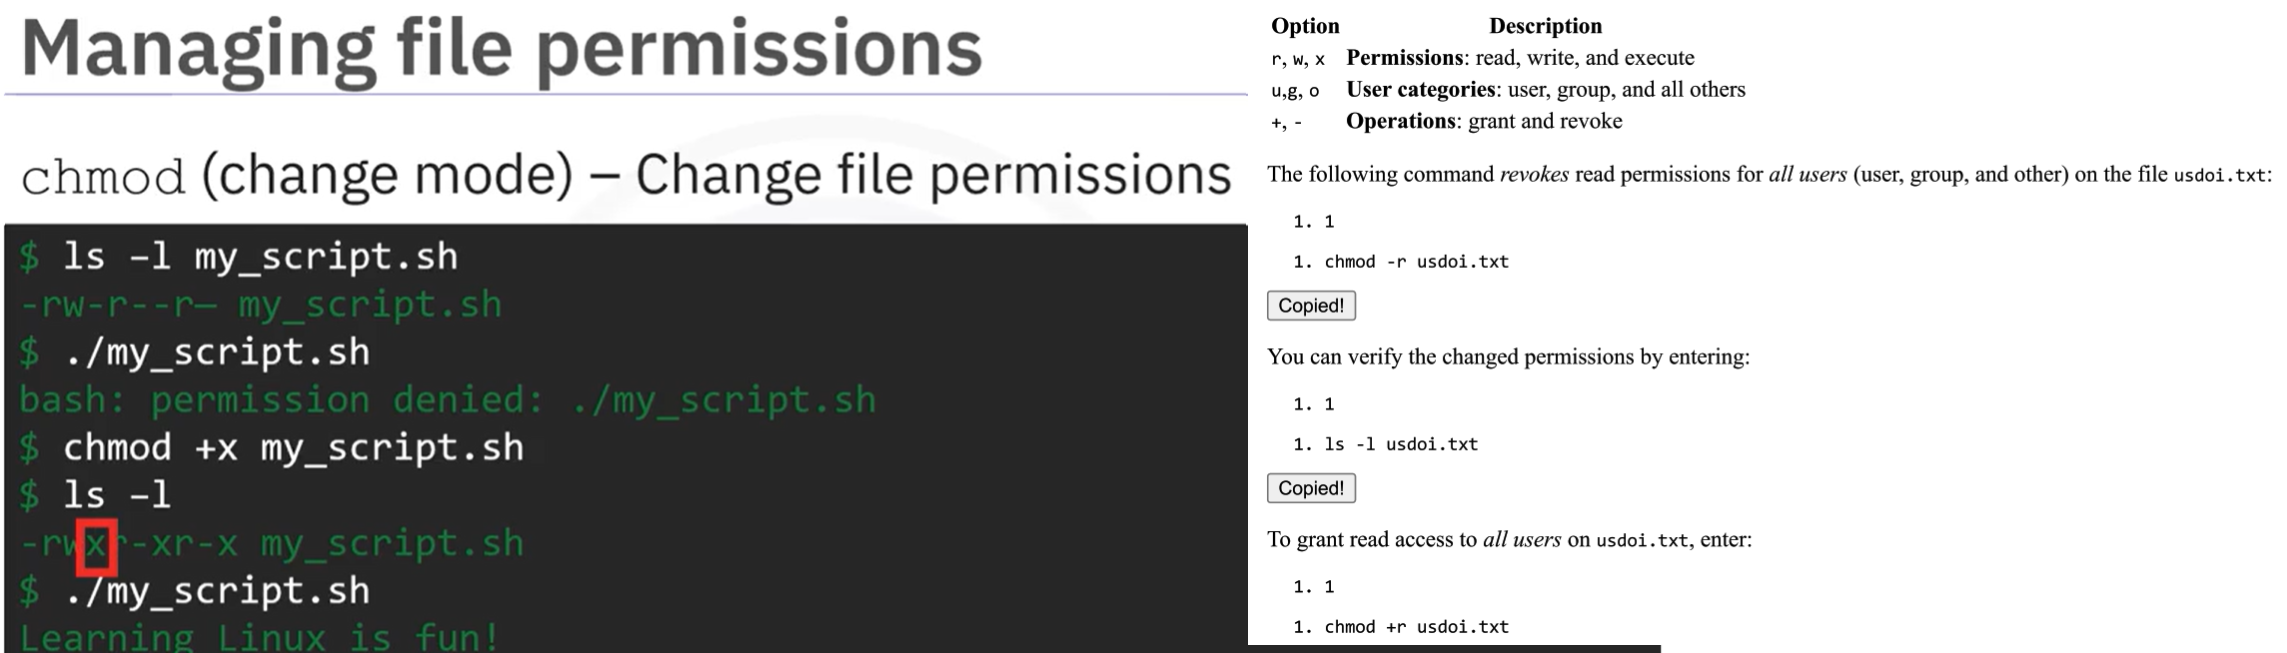 Managing file permissions
chmod (change mode) – Change file permissions
$ ls –l my_script.sh
-rw-r--r— my_script.sh
$ ./my_script.sh
bash: permission denied: ./my_script.sh
$ chmod +x my_script.sh
$ ls –l
-rwxr-xr-x my_script.sh
$ ./my_script.sh
Learning Linux is fun!
Option Description
r, w, x Permissions: read, write, and execute
u,g, o User categories: user, group, and all others
+, - Operations: grant and revoke
The following command revokes read permissions for all users (user, group, and other) on the file usdoi.txt:
1. 1
1. chmod -r usdoi.txt
Copied!
You can verify the changed permissions by entering:
1. 1
1. ls -l usdoi.txt
Copied!
To grant read access to all users on usdoi.txt, enter:
1. 1
1. chmod +r usdoi.txt